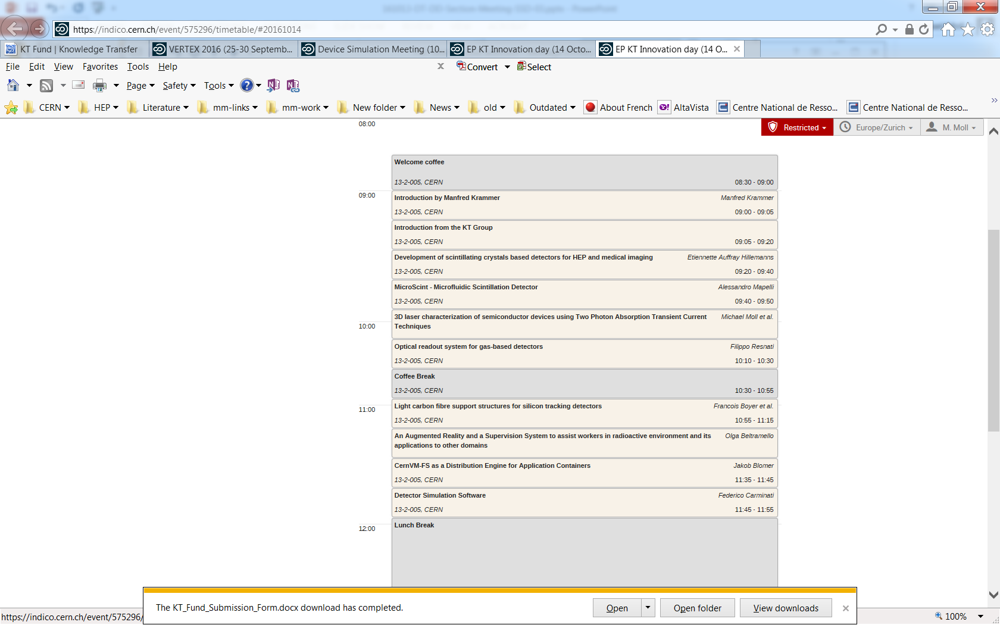 161013-DT-DD-Section-Meeting-SSD-03.pptx - PowerPoint
https://indico.cern.ch/event/575296/timetable/#20161014
KT Fund | Knowledge Transfer
VERTEX 2016 (25-30 Septemb...
Device Simulation Meeting (10...
EP KT Innovation day (14 Octo...
EP KT Innovation day (14 O...
File Edit View Favorites Tools Help
Convert Select
Page Safety Tools
CERN HEP Literature mm-links mm-work New folder News old Outdated About French AltaVista Centre National de Resso... Centre National de Resso...
08:00
Restricted Europe/Zurich M. Moll
Welcome coffee
13-2-005, CERN 08:30 - 09:00
09:00
Introduction by Manfred Krammer Manfred Krammer
13-2-005, CERN 09:00 - 09:05
Introduction from the KT Group
13-2-005, CERN 09:05 - 09:20
Development of scintillating crystals based detectors for HEP and medical imaging Etiennette Auffray Hillemanns
13-2-005, CERN 09:20 - 09:40
MicroScint - Microfluidic Scintillation Detector Alessandro Mapelli
13-2-005, CERN 09:40 - 09:50
3D laser characterization of semiconductor devices using Two Photon Absorption Transient Current Michael Moll et al.
10:00 Techniques
Optical readout system for gas-based detectors Filippo Resnati
13-2-005, CERN 10:10 - 10:30
Coffee Break
13-2-005, CERN 10:30 - 10:55
11:00
Light carbon fibre support structures for silicon tracking detectors Francois Boyer et al.
13-2-005, CERN 10:55 - 11:15
An Augmented Reality and a Supervision System to assist workers in radioactive environment and its Olga Beltramello
applications to other domains
CernVM-FS as a Distribution Engine for Application Containers Jakob Blomer
13-2-005, CERN 11:35 - 11:45
Detector Simulation Software Federico Carminati
13-2-005, CERN 11:45 - 11:55
12:00
Lunch Break
The KT_Fund_Submission_Form.docx download has completed.
Open Open folder View downloads
https://indico.cern.ch/event/575296/
100%